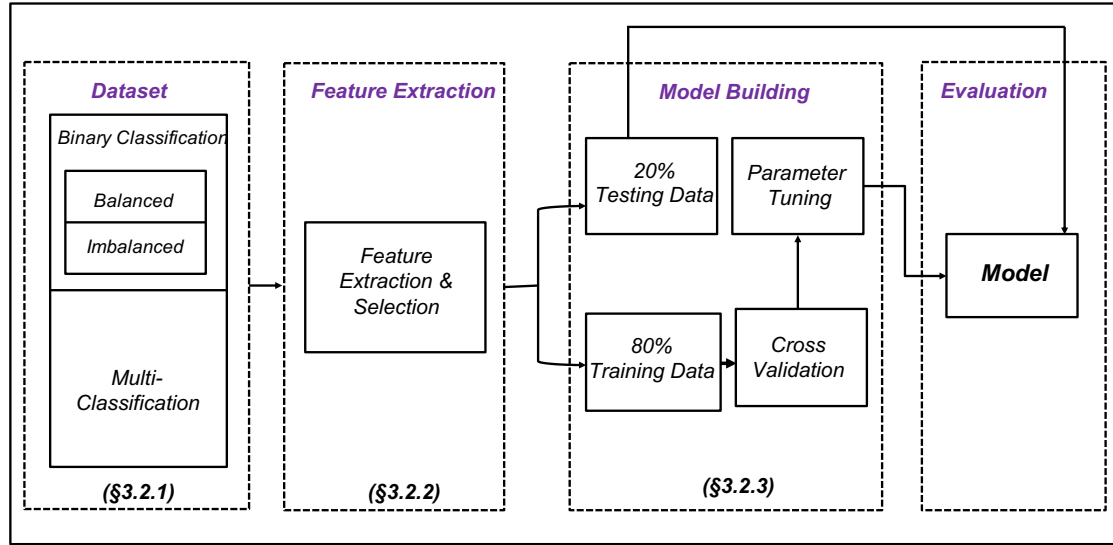 Dataset
Binary Classification
Balanced
Imbalanced
Multi-
Classification
(§3.2.1)
Feature Extraction
Feature
Extraction &
Selection
(§3.2.2)
Model Building
20%
Testing Data
Parameter
Tuning
80%
Training Data
Cross
Validation
(§3.2.3)
Evaluation
Model